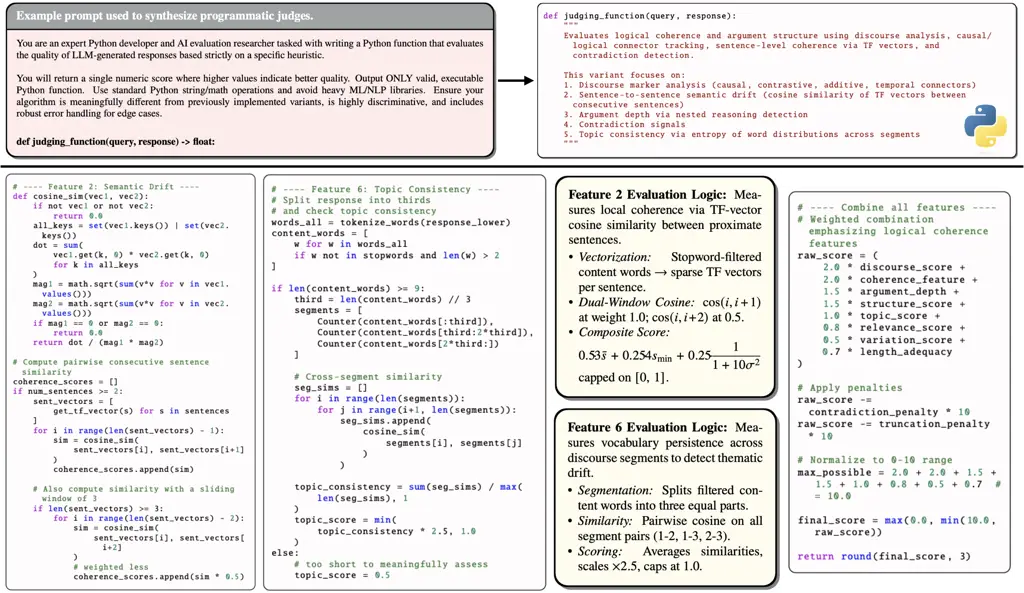 Example prompt used to synthesize programmatic judges.
You are an expert Python developer and AI evaluation researcher tasked with writing a Python function that evaluates
the quality of LLM-generated responses based strictly on a specific heuristic.
You will return a single numeric score where higher values indicate better quality. Output ONLY valid, executable
Python function. Use standard Python string/math operations and avoid heavy ML/NLP libraries. Ensure your
algorithm is meaningfully different from previously implemented variants, is highly discriminative, and includes
robust error handling for edge cases.
def judging_function(query, response) -> float:
def judging_function(query, response):
"""
Evaluates logical coherence and argument structure using discourse analysis, causal/
logical connector tracking, sentence-level coherence via TF vectors, and
contradiction detection.
This variant focuses on:
1. Discourse marker analysis (causal, contrastive, additive, temporal connectors)
2. Sentence-to-sentence semantic drift (cosine similarity of TF vectors between
consecutive sentences)
3. Argument depth via nested reasoning detection
4. Contradiction signals
5. Topic consistency via entropy of word distributions across segments
"""
# ---- Feature 2: Semantic Drift ----
def cosine_sim(vec1, vec2):
if not vec1 or not vec2:
return 0.0
all_keys = set(vec1.keys()) | set(vec2.
keys())
dot = sum(
vec1.get(k, 0) * vec2.get(k, 0)
for k in all_keys
)
mag1 = math.sqrt(sum(v*v for v in vec1.
values()))
mag2 = math.sqrt(sum(v*v for v in vec2.
values()))
if mag1 == 0 or mag2 == 0:
return 0.0
return dot / (mag1 * mag2)
# Compute pairwise consecutive sentence
similarity
coherence_scores = []
if num_sentences >= 2:
sent_vectors = [
get_tf_vector(s) for s in sentences
]
for i in range(len(sent_vectors) - 1):
sim = cosine_sim(
sent_vectors[i], sent_vectors[i+1]
)
coherence_scores.append(sim)
# Also compute similarity with a sliding
window of 3
if len(sent_vectors) >= 3:
for i in range(len(sent_vectors) - 2):
sim = cosine_sim(
sent_vectors[i], sent_vectors[
i+2]
)
# weighted less
coherence_scores.append(sim * 0.5)
# ---- Feature 6: Topic Consistency ----
# Split response into thirds
# and check topic consistency
words_all = tokenize_words(response_lower)
content_words = [
w for w in words_all
if w not in stopwords and len(w) > 2
]
if len(content_words) >= 9:
third = len(content_words) // 3
segments = [
Counter(content_words[:third]),
Counter(content_words[third:2*third]),
Counter(content_words[2*third:])
]
# Cross-segment similarity
seg_sims = []
for i in range(len(segments)):
for j in range(i+1, len(segments)):
seg_sims.append(
cosine_sim(
segments[i], segments[j]
)
)
topic_consistency = sum(seg_sims) / max(
len(seg_sims), 1
)
topic_score = min(
topic_consistency * 2.5, 1.0
)
else:
# too short to meaningfully assess
topic_score = 0.5
Feature 2 Evaluation Logic: Mea-
sures local coherence via TF-vector
cosine similarity between proximate
sentences.
• Vectorization: Stopword-filtered
content words → sparse TF vectors
per sentence.
• Dual-Window Cosine: cos(i, i+1)
at weight 1.0; cos(i, i+2) at 0.5.
• Composite Score:
0.53s̄ + 0.254s_min + 0.25 1/(1 + 10σ²)
capped on [0, 1].
Feature 6 Evaluation Logic: Mea-
sures vocabulary persistence across
discourse segments to detect thematic
drift.
• Segmentation: Splits filtered con-
tent words into three equal parts.
• Similarity: Pairwise cosine on all
segment pairs (1-2, 1-3, 2-3).
• Scoring: Averages similarities,
scales ×2.5, caps at 1.0.
# ---- Combine all features ----
# Weighted combination
emphasizing logical coherence
features
raw_score = (
2.0 * discourse_score +
2.0 * coherence_feature +
1.5 * argument_depth +
1.5 * structure_score +
1.0 * topic_score +
0.8 * relevance_score +
0.5 * variation_score +
0.7 * length_adequacy
)
# Apply penalties
raw_score -=
contradiction_penalty * 10
raw_score -= truncation_penalty
* 10
# Normalize to 0-10 range
max_possible = 2.0 + 2.0 + 1.5 +
1.5 + 1.0 + 0.8 + 0.5 + 0.7 #
= 10.0
final_score = max(0.0, min(10.0,
raw_score))
return round(final_score, 3)